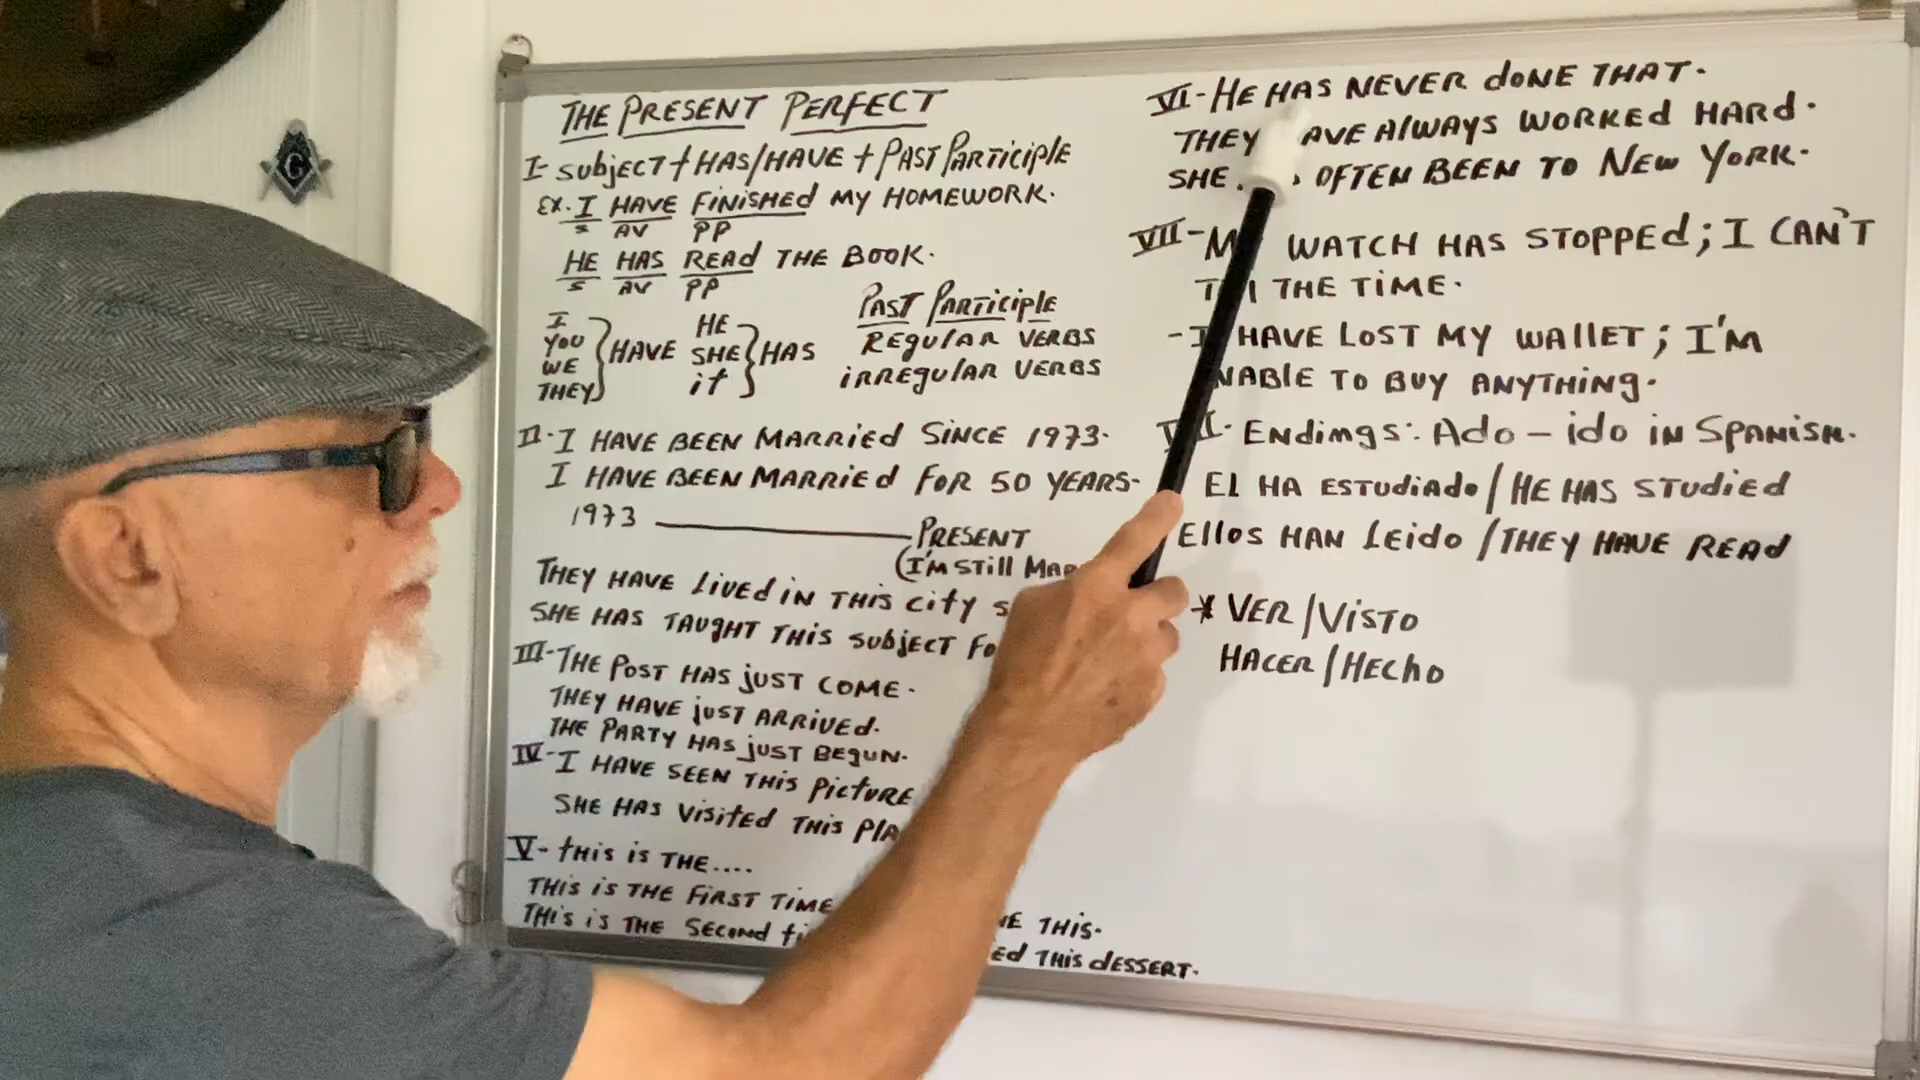 THE PRESENT PERFECT
I- SUBJECT + HAS/HAVE + PAST PARTICIPLE
EX. I HAVE FINISHED MY HOMEWORK.
S AV PP
HE HAS READ THE BOOK.
S AV PP
I
YOU
WE
THEY
HAVE
HE
SHE
IT
HAS
PAST PARTICIPLE
REGULAR VERBS
IRREGULAR VERBS
II- I HAVE BEEN MARRIED SINCE 1973.
I HAVE BEEN MARRIED FOR 50 YEARS-
1973 PRESENT
(I'M STILL
THEY HAVE LIVED IN THIS CITY
SHE HAS TAUGHT THIS SUBJECT
III- THE POST HAS JUST COME.
THEY HAVE JUST ARRIVED.
THE PARTY HAS JUST BEGUN.
IV- I HAVE SEEN THIS PICTURE
SHE HAS VISITED THIS
V- THIS IS THE....
THIS IS THE FIRST TIME THIS.
THIS IS THE SECOND THIS DESSERT.
VI- HE HAS NEVER DONE THAT.
THEY ALWAYS WORKED HARD.
SHE OFTEN BEEN TO NEW YORK.
VII- WATCH HAS STOPPED; I CAN'T
THE TIME.
-I HAVE LOST MY WALLET; I'M
TO BUY ANYTHING.
ENDINGS: ADO - IDO IN SPANISH.
EL HA ESTUDIADO/HE HAS STUDIED
ELLOS HAN LEIDO/THEY HAVE READ
* VER/VISTO
HACER/HECHO
G